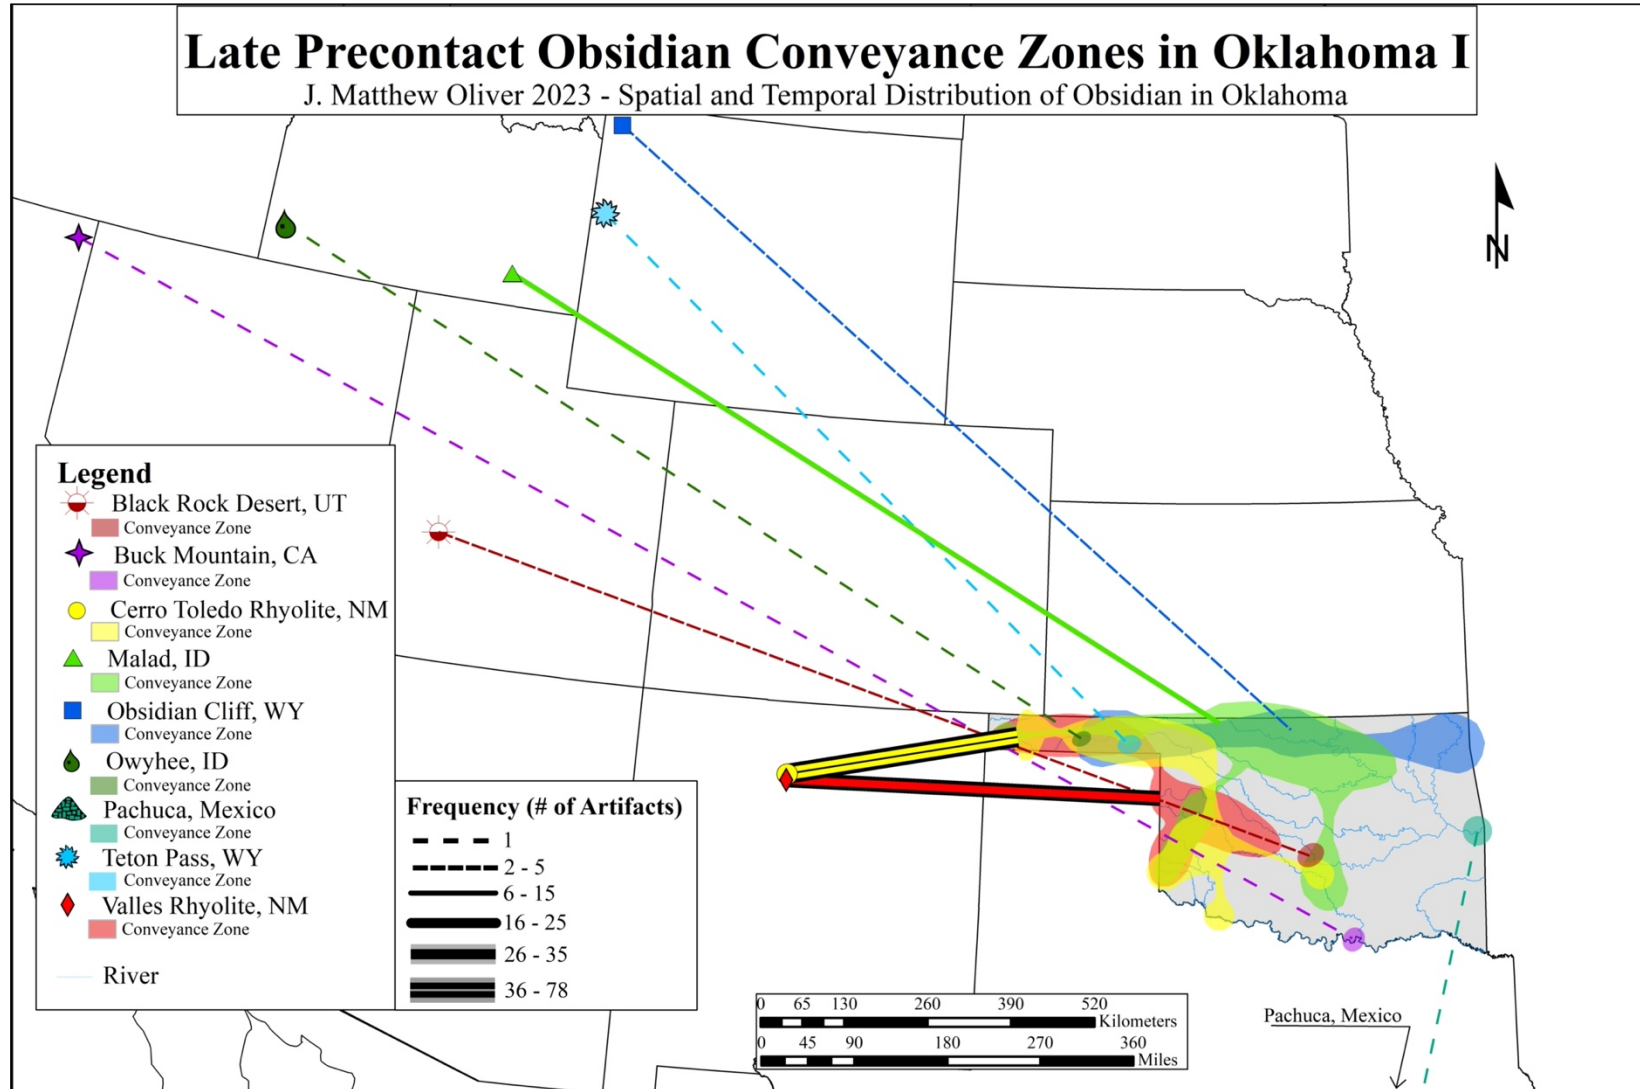 Late Precontact Obsidian Conveyance Zones in Oklahoma I
J. Matthew Oliver 2023 - Spatial and Temporal Distribution of Obsidian in Oklahoma
N
Legend
Black Rock Desert, UT
Conveyance Zone
Buck Mountain, CA
Conveyance Zone
Cerro Toledo Rhyolite, NM
Conveyance Zone
Malad, ID
Conveyance Zone
Obsidian Cliff, WY
Conveyance Zone
Owyhee, ID
Conveyance Zone
Pachuca, Mexico
Conveyance Zone
Teton Pass, WY
Conveyance Zone
Valles Rhyolite, NM
Conveyance Zone
River
Frequency (# of Artifacts)
1
2 - 5
6 - 15
16 - 25
26 - 35
36 - 78
0 65 130 260 390 520
Kilometers
0 45 90 180 270 360
Miles
Pachuca, Mexico